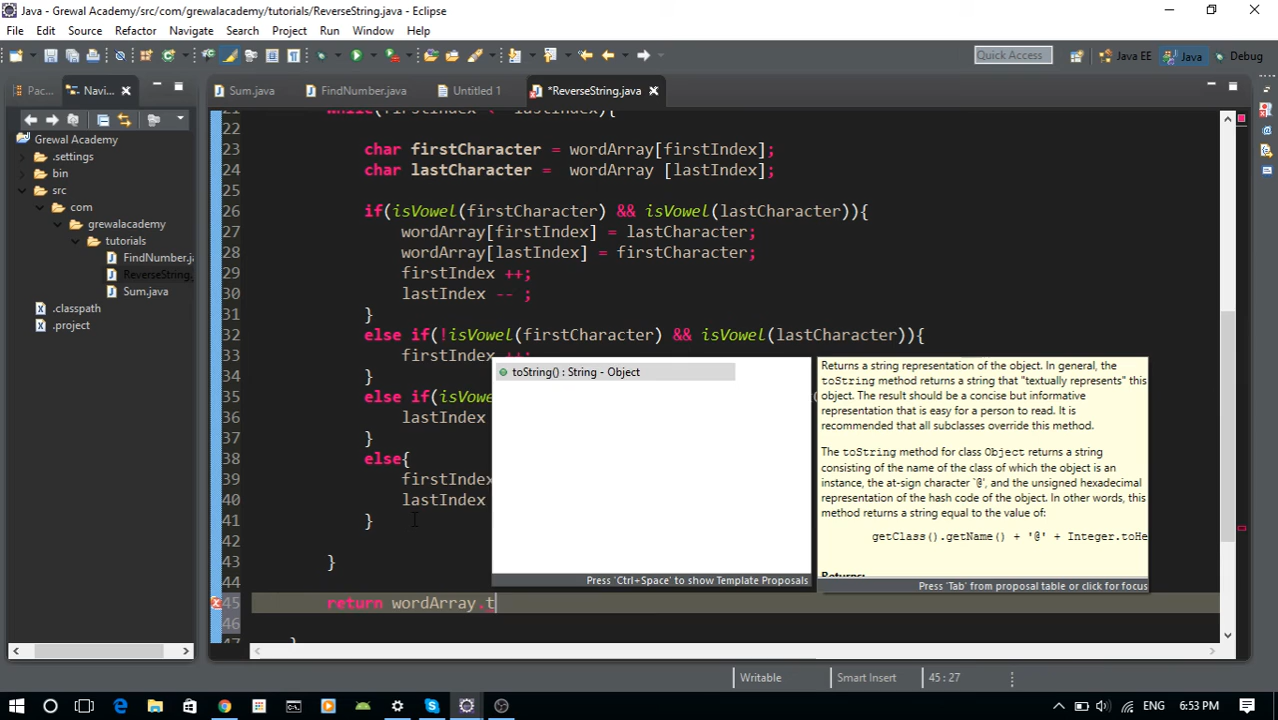 Java - Grewal Academy/src/com/grewalacademy/tutorials/ReverseString.java - Eclipse
File Edit Source Refactor Navigate Search Project Run Window Help
Quick Access Java EE Java Debug
Pac... Navi...
Sum.java FindNumber.java Untitled 1 *ReverseString.java
Grewal Academy
.settings
bin
src
com
grewalacademy
tutorials
FindNumber.ja
ReverseString.
Sum.java
.classpath
.project
22
23 char firstCharacter = wordArray[firstIndex];
24 char lastCharacter = wordArray [lastIndex];
25
26 if(isVowel(firstCharacter) && isVowel(lastCharacter)){
27 wordArray[firstIndex] = lastCharacter;
28 wordArray[lastIndex] = firstCharacter;
29 firstIndex ++;
30 lastIndex -- ;
31 }
32 else if(!isVowel(firstCharacter) && isVowel(lastCharacter)){
33 firstIndex ++;
34 }
35 else if(isVowe
36 lastIndex
37 }
38 else{
39 firstIndex
40 lastIndex
41 }
42
43 }
44
45 return wordArray.t
46
47 }
toString() : String - Object
Press 'Ctrl+Space' to show Template Proposals
Returns a string representation of the object. In general, the
toString method returns a string that "textually represents" this
object. The result should be a concise but informative
representation that is easy for a person to read. It is
recommended that all subclasses override this method.
The toString method for class Object returns a string
consisting of the name of the class of which the object is an
instance, the at-sign character `@', and the unsigned hexadecimal
representation of the hash code of the object. In other words, this
method returns a string equal to the value of:
getClass().getName() + '@' + Integer.toHe
Returns:
Press 'Tab' from proposal table or click for focus
Writable Smart Insert 45 : 27
ENG 6:53 PM